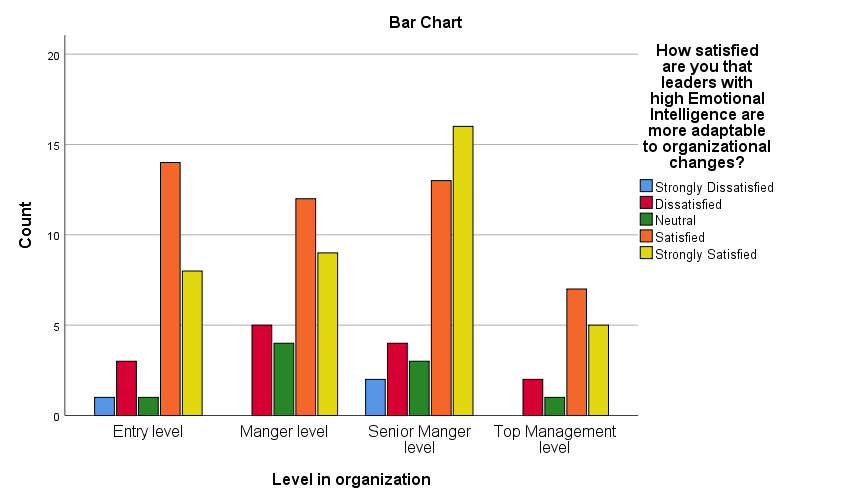 Bar Chart
20
15
10
5
0
Count
Entry level
Manger level
Senior Manger
level
Top Management
level
Level in organization
How satisfied
are you that
leaders with
high Emotional
Intelligence are
more adaptable
to organizational
changes?
Strongly Dissatisfied
Dissatisfied
Neutral
Satisfied
Strongly Satisfied